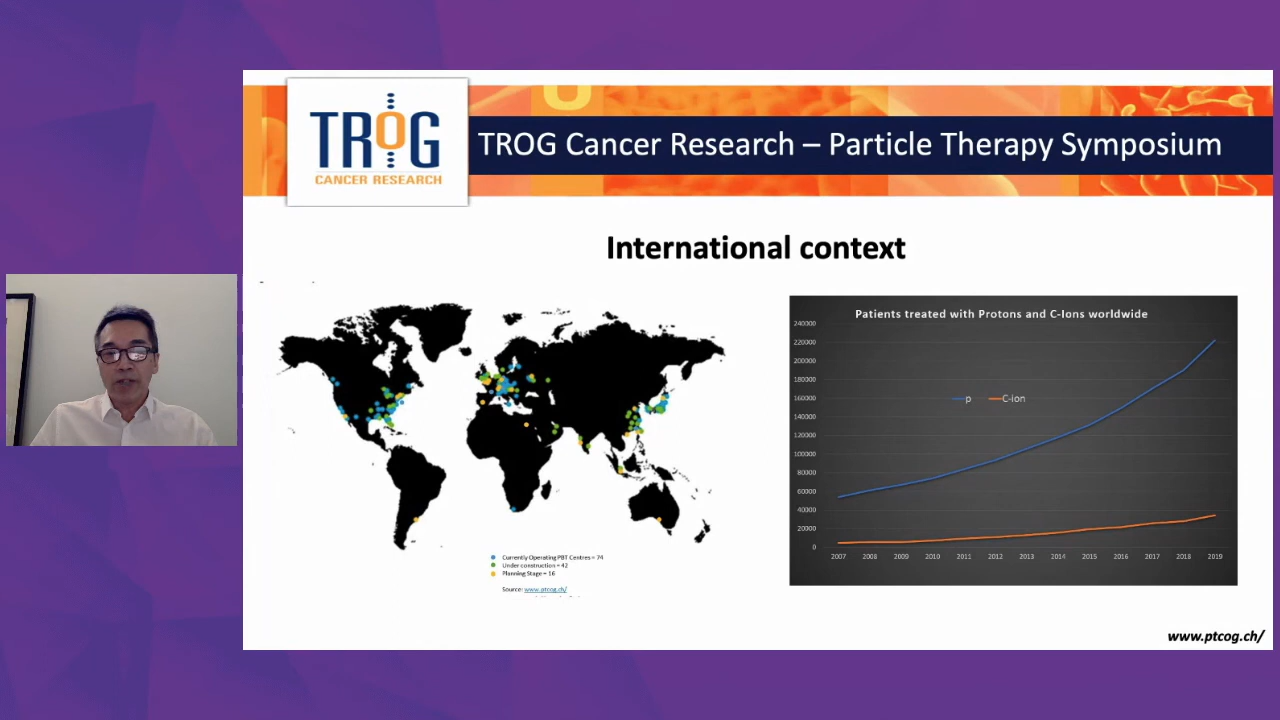 TROG
CANCER RESEARCH
TROG Cancer Research – Particle Therapy Symposium
International context
Currently Operating PBT Centres = 74
Under construction = 42
Planning Stage = 16
Source: www.ptcog.ch/
Patients treated with Protons and C-Ions worldwide
240000
220000
200000
180000
160000
140000
120000
100000
80000
60000
40000
20000
0
p C-ion
2007 2008 2009 2010 2011 2012 2013 2014 2015 2016 2017 2018 2019
www.ptcog.ch/